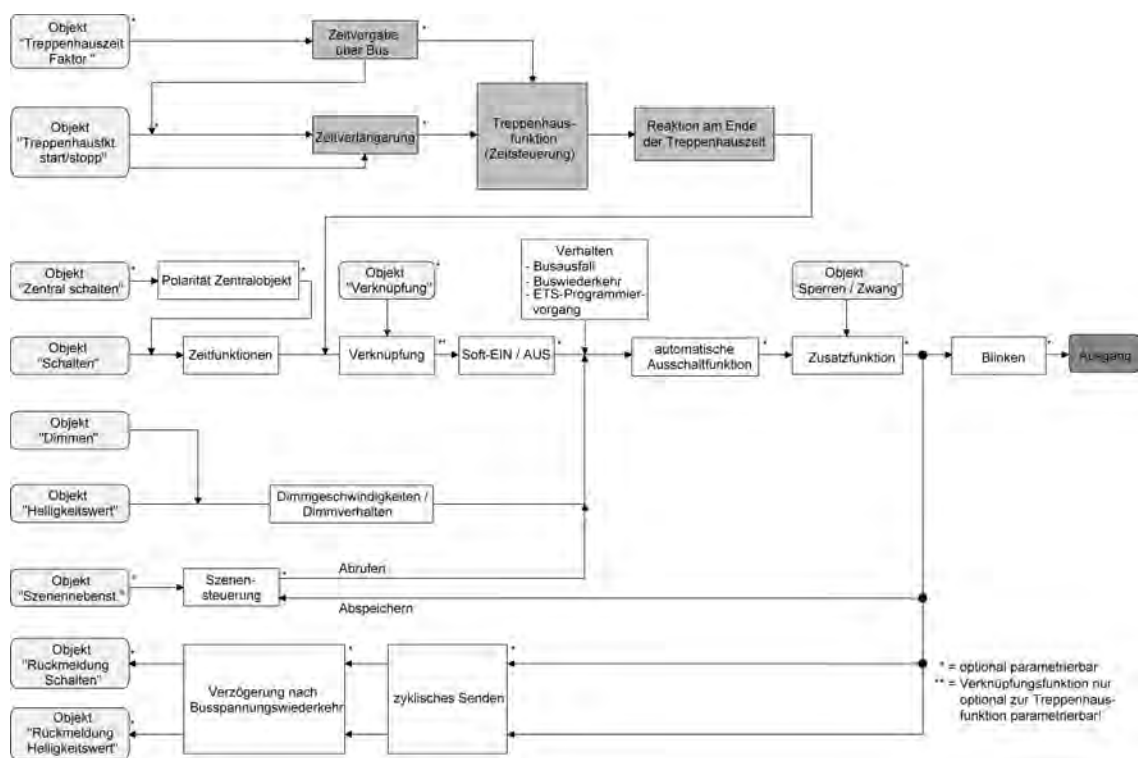 Objekt
"Treppenhauszeit
Faktor "
*
Zeitvorgabe
über Bus
*
Objekt
"Treppenhausfkt.
start/stopp"
*
Zeitverlängerung
*
Treppenhaus-
funktion
(Zeitsteuerung)
Reaktion am Ende
der Treppenhauszeit
Objekt
"Zentral schalten"
*
Polarität Zentralobjekt
*
Objekt
"Verknüpfung"
*
Verhalten
- Busausfall
- Buswiederkehr
- ETS-Programmier-
vorgang
Objekt
"Sperren / Zwang"
*
Objekt
"Schalten"
Zeitfunktionen
Verknüpfung
**
Soft-EIN / AUS
*
automatische
Ausschaltfunktion
*
Zusatzfunktion
*
Blinken
*
Ausgang
Objekt
"Dimmen"
Objekt
"Helligkeitswert"
Dimmgeschwindigkeiten /
Dimmverhalten
Objekt
"Szenennebenst."
*
Szenen-
steuerung
*
Abrufen
Abspeichern
Objekt
"Rückmeldung
Schalten"
*
Verzögerung nach
Busspannungswiederkehr
*
zyklisches Senden
*
Objekt
"Rückmeldung
Helligkeitswert"
*
* = optional parametrierbar
** = Verknüpfungsfunktion nur
optional zur Treppenhaus-
funktion parametrierbar!